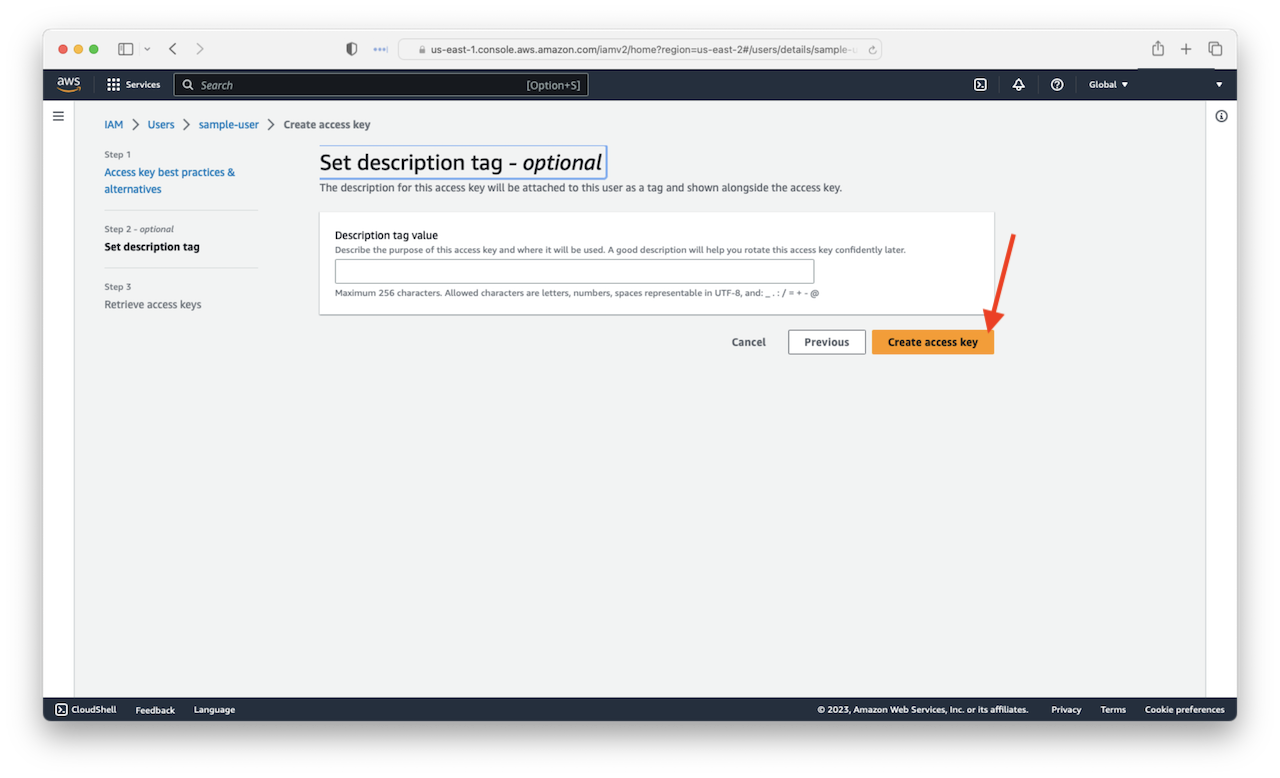 us-east-1.console.aws.amazon.com/iamv2/home?region=us-east-2#/users/details/sample-u
aws
Services
Search
[Option+S]
Global
IAM
Users
sample-user
Create access key
Step 1
Access key best practices &
alternatives
Step 2 - optional
Set description tag
Step 3
Retrieve access keys
Set description tag - optional
The description for this access key will be attached to this user as a tag and shown alongside the access key.
Description tag value
Describe the purpose of this access key and where it will be used. A good description will help you rotate this access key confidently later.
Maximum 256 characters. Allowed characters are letters, numbers, spaces representable in UTF-8, and: _ . : / = + - @
Cancel
Previous
Create access key
CloudShell
Feedback
Language
© 2023, Amazon Web Services, Inc. or its affiliates.
Privacy
Terms
Cookie preferences